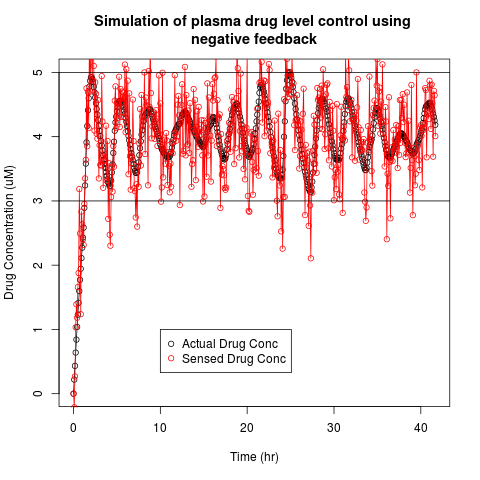 Simulation of plasma drug level control using
negative feedback
Drug Concentration (uM)
5
4
3
2
1
0
Actual Drug Conc
Sensed Drug Conc
0 10 20 30 40
Time (hr)